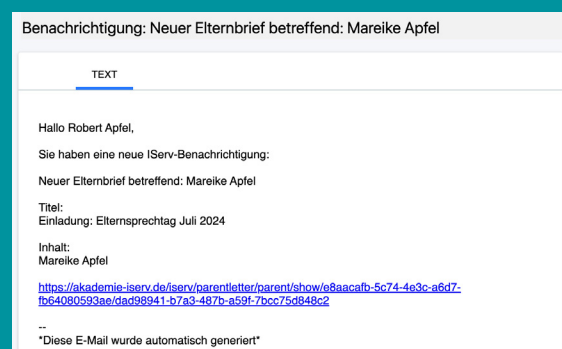 Benachrichtigung: Neuer Elternbrief betreffend: Mareike Apfel
TEXT
Hallo Robert Apfel,
Sie haben eine neue IServ-Benachrichtigung:
Neuer Elternbrief betreffend: Mareike Apfel
Titel:
Einladung: Elternsprechtag Juli 2024
Inhalt:
Mareike Apfel
https://akademie-iserv.de/iserv/parentletter/parent/show/e8aacafb-5c74-4e3c-a6d7-
fb64080593ae/dad98941-b7a3-487b-a59f-7bcc75d848c2
--
*Diese E-Mail wurde automatisch generiert*